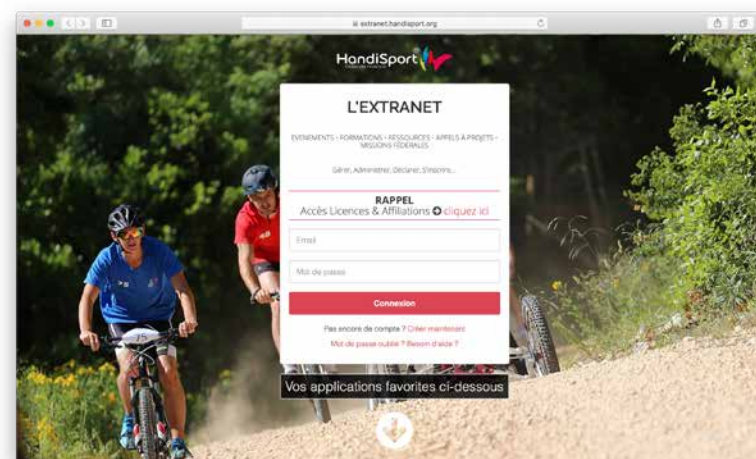 extranet.handisport.org
HandiSport
L'EXTRANET
EVENEMENTS • FORMATIONS • RESSOURCES • APPELS À PROJETS •
MISSIONS FÉDÉRALES
Gérer, Administrer, Déclarer, S'inscrire,...
RAPPEL
Accès Licences & Affiliations cliquez ici
Email
Mot de passe
Connexion
Pas encore de compte ? Créer maintenant
Mot de passe oublié ? Besoin d'aide ?
Vos applications favorites ci-dessous
75